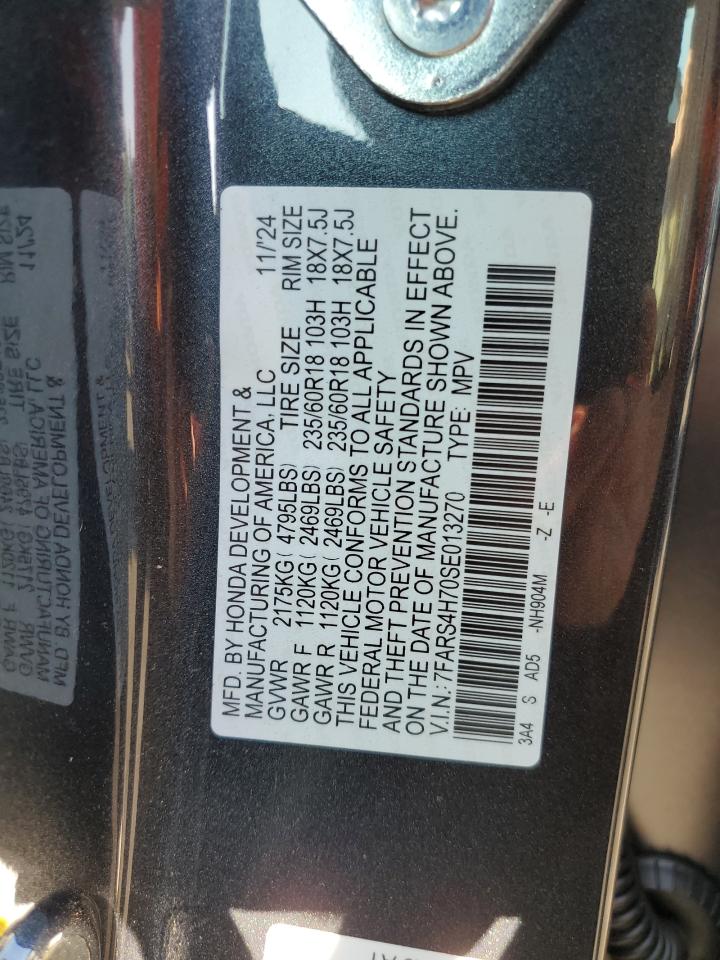 MFD. BY HONDA DEVELOPMENT &
MANUFACTURING OF AMERICA, LLC 11/'24
GVWR 2175KG( 4795LBS) TIRE SIZE RIM SIZE
GAWR F 1120KG( 2469LBS) 235/60R18 103H 18X7.5J
GAWR R 1120KG( 2469LBS) 235/60R18 103H 18X7.5J
THIS VEHICLE CONFORMS TO ALL APPLICABLE
FEDERAL MOTOR VEHICLE SAFETY
AND THEFT PREVENTION STANDARDS IN EFFECT
ON THE DATE OF MANUFACTURE SHOWN ABOVE.
V.I.N.: 7FARS4H70SE013270 TYPE: MPV
3A4 S AD5 -NH904M -Z -E